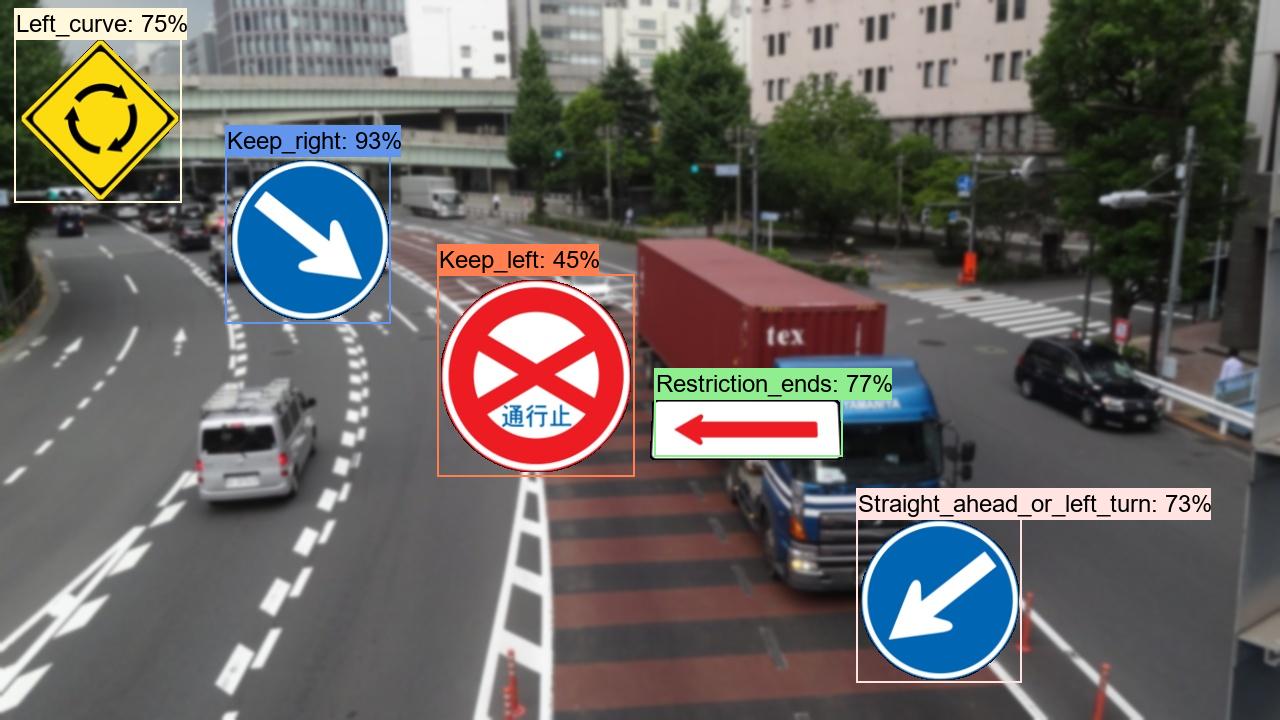 Left_curve: 75%
Keep_right: 93%
Keep_left: 45%
tex
通行止
Restriction_ends: 77%
Straight_ahead_or_left_turn: 73%